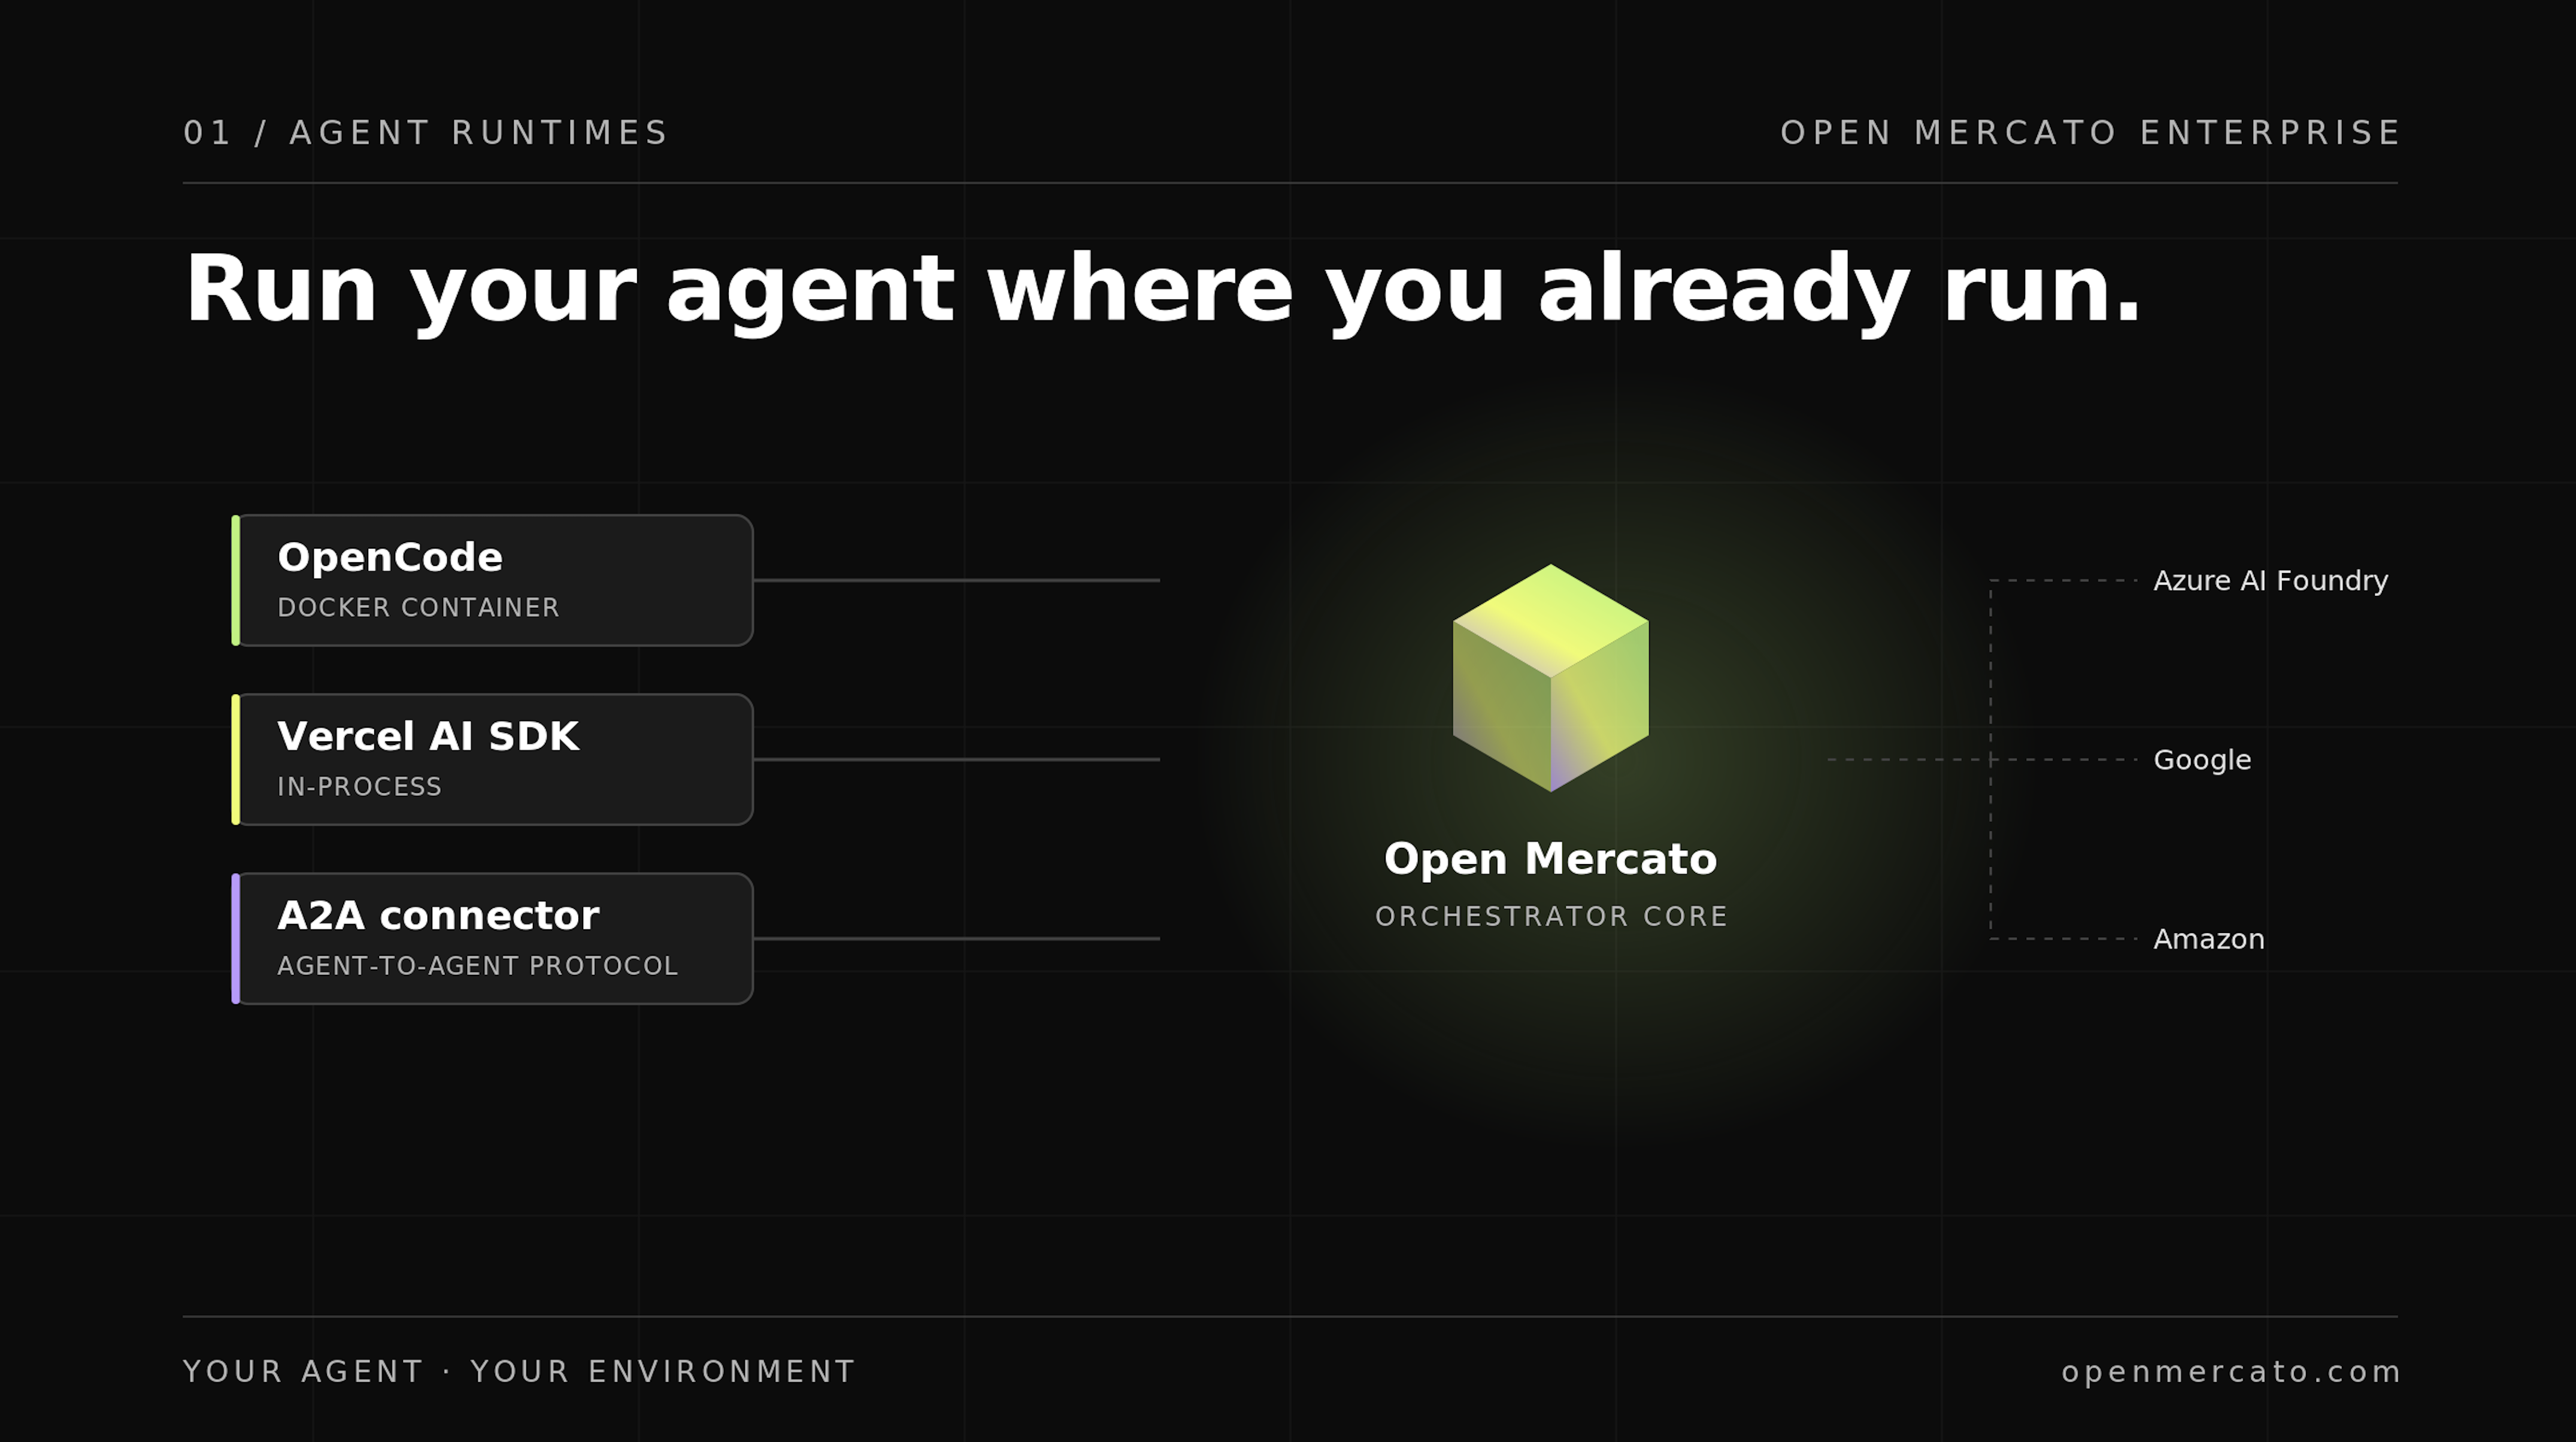 01 / AGENT RUNTIMES
OPEN MERCATO ENTERPRISE
Run your agent where you already run.
OpenCode
DOCKER CONTAINER
Vercel AI SDK
IN-PROCESS
A2A connector
AGENT-TO-AGENT PROTOCOL
Open Mercato
ORCHESTRATOR CORE
Azure AI Foundry
Google
Amazon
YOUR AGENT · YOUR ENVIRONMENT
openmercato.com